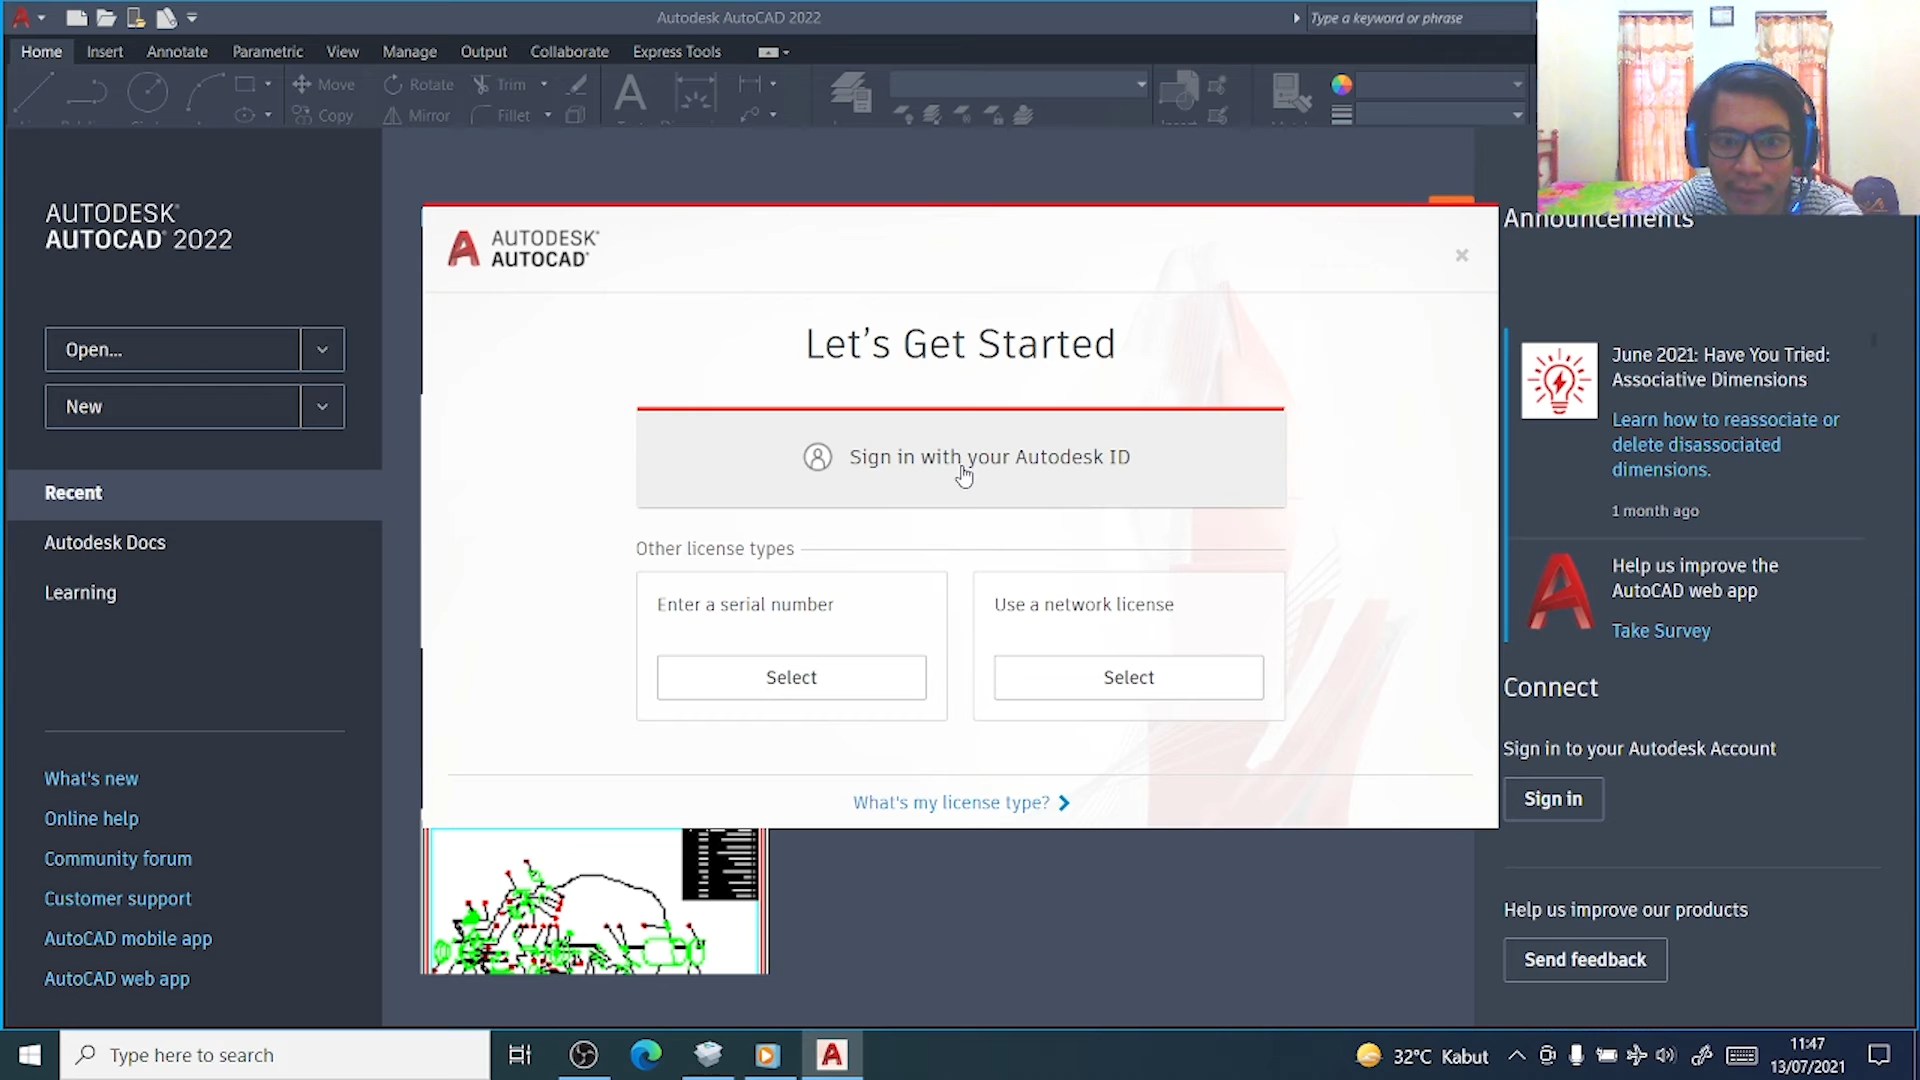 Autodesk AutoCAD 2022
Type a keyword or phrase
Home
Insert
Annotate
Parametric
View
Manage
Output
Collaborate
Express Tools
Move
Rotate
Trim
Copy
Mirror
Fillet
AUTODESK®
AUTOCAD® 2022
Open...
New
Recent
Autodesk Docs
Learning
What's new
Online help
Community forum
Customer support
AutoCAD mobile app
AutoCAD web app
AUTODESK®
AUTOCAD®
Let’s Get Started
Sign in with your Autodesk ID
Other license types
Enter a serial number
Select
Use a network license
Select
What's my license type?
Announcements
June 2021: Have You Tried:
Associative Dimensions
Learn how to reassociate or
delete disassociated
dimensions.
1 month ago
Help us improve the
AutoCAD web app
Take Survey
Connect
Sign in to your Autodesk Account
Sign in
Help us improve our products
Send feedback
Type here to search
32°C Kabut
11:47
13/07/2021